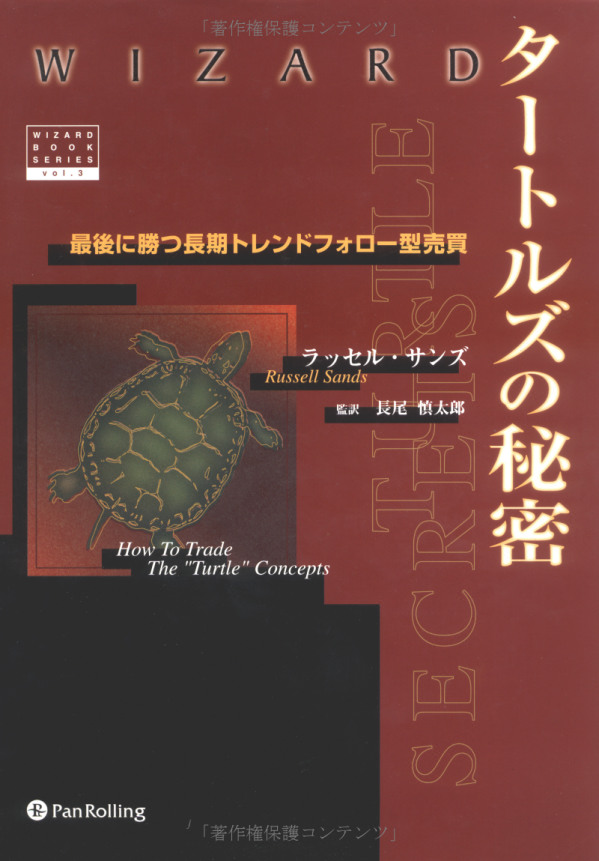 「著作権保護コンテンツ」
WIZARD
タートルズの秘密
WIZARD
BOOK
SERIES
vol.3
最後に勝つ長期トレンドフォロー型売買
TURTLE
SECRETS
ラッセル・サンズ
Russell Sands
監訳 長尾 慎太郎
How To Trade
The "Turtle" Concepts
PanRolling
「著作権保護コンテンツ」